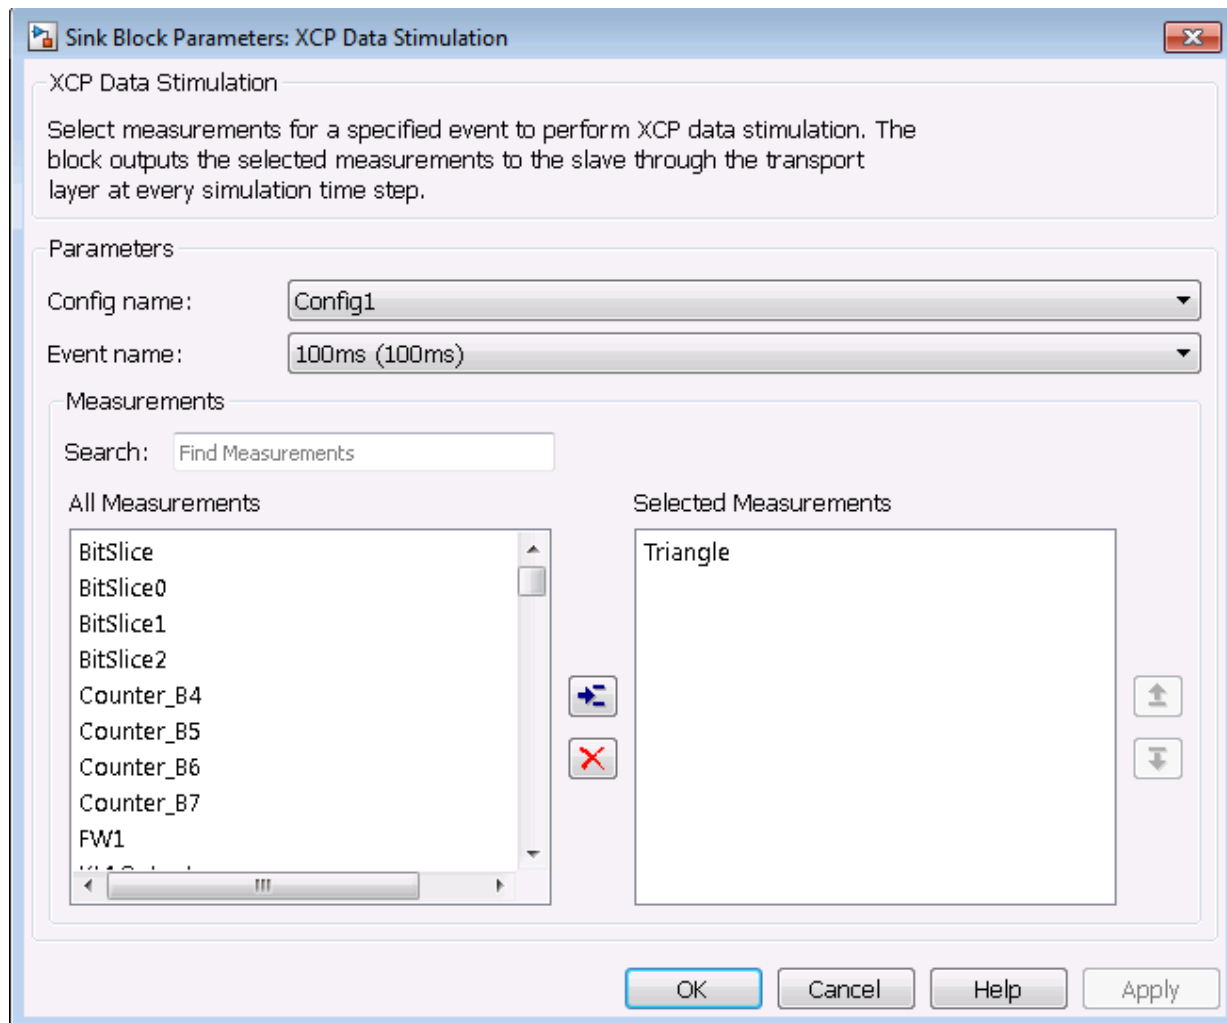 Sink Block Parameters: XCP Data Stimulation
XCP Data Stimulation
Select measurements for a specified event to perform XCP data stimulation. The
block outputs the selected measurements to the slave through the transport
layer at every simulation time step.
Parameters
Config name:
Config1
Event name:
100ms (100ms)
Measurements
Search:
Find Measurements
All Measurements
BitSlice
BitSlice0
BitSlice1
BitSlice2
Counter_B4
Counter_B5
Counter_B6
Counter_B7
FW1
Selected Measurements
Triangle
OK
Cancel
Help
Apply